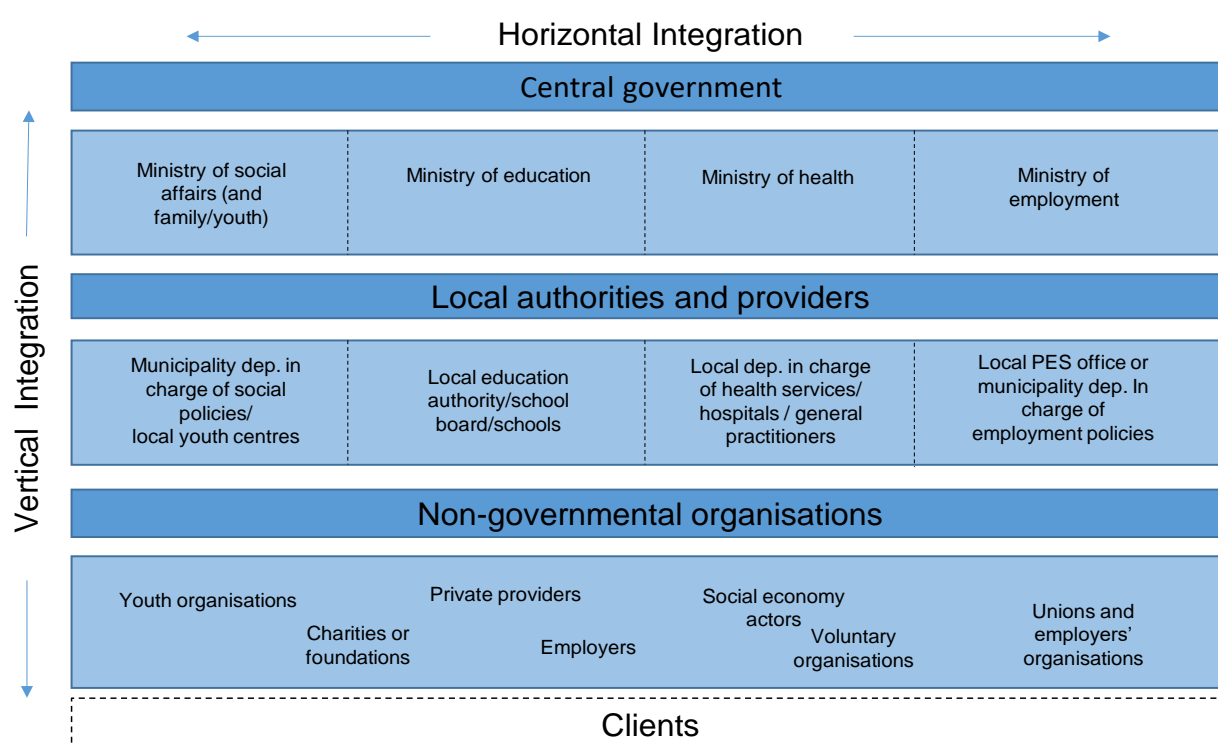 Horizontal Integration
Central government
Ministry of social
affairs (and
family/youth)
Ministry of education
Ministry of health
Ministry of
employment
Vertical Integration
Local authorities and providers
Municipality dep. in
charge of social
policies/
local youth centres
Local education
authority/school
board/schools
Local dep. in charge
of health services/
hospitals / general
practitioners
Local PES office or
municipality dep. In
charge of
employment policies
Non-governmental organisations
Youth organisations
Charities or
foundations
Private providers
Employers
Social economy
actors
Voluntary
organisations
Unions and
employers’
organisations
Clients